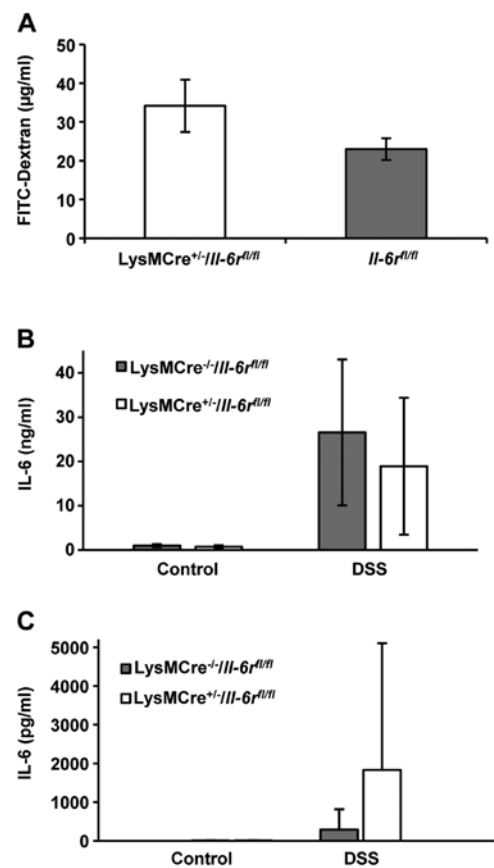 A
FITC-Dextran (µg/ml)
50
40
30
20
10
0
LysMCre+/-/Il-6rfl/fl
Il-6rfl/fl
B
IL-6 (ng/ml)
40
30
20
10
0
LysMCre-/-/Il-6rfl/fl
LysMCre+/-/Il-6rfl/fl
Control
DSS
C
IL-6 (pg/ml)
5000
4000
3000
2000
1000
0
LysMCre-/-/Il-6rfl/fl
LysMCre+/-/Il-6rfl/fl
Control
DSS